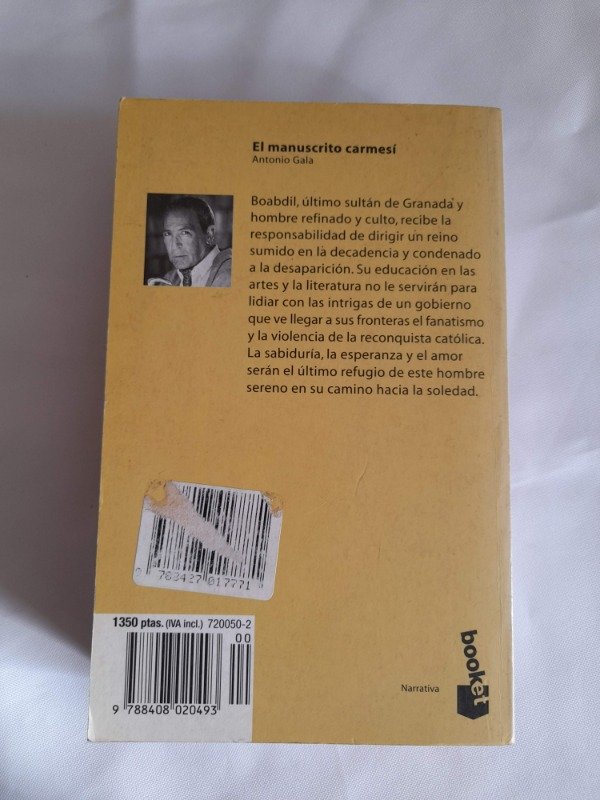 El manuscrito carmesí
Antonio Gala
Boabdil, último sultán de Granada y
hombre refinado y culto, recibe la
responsabilidad de dirigir un reino
sumido en la decadencia y condenado
a la desaparición. Su educación en las
artes y la literatura no le servirán para
lidiar con las intrigas de un gobierno
que ve llegar a sus fronteras el fanatismo
y la violencia de la reconquista católica.
La sabiduría, la esperanza y el amor
serán el último refugio de este hombre
sereno en su camino hacia la soledad.
017771
1350 ptas. (IVA incl.) 720050-2
00
9 788408 020493
Narrativa
booket